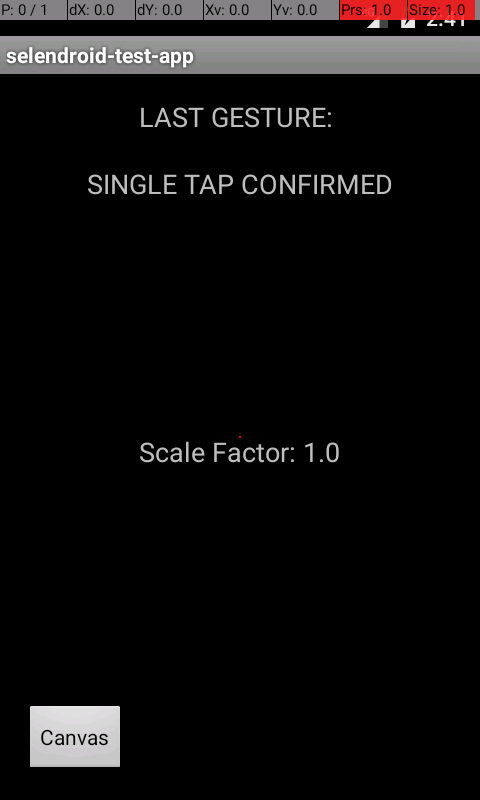 P: 0 / 1 dX: 0.0 dY: 0.0 Xv: 0.0 Yv: 0.0 Prs: 1.0 Size: 1.0
2:41
selendroid-test-app
LAST GESTURE:
SINGLE TAP CONFIRMED
Scale Factor: 1.0
Canvas